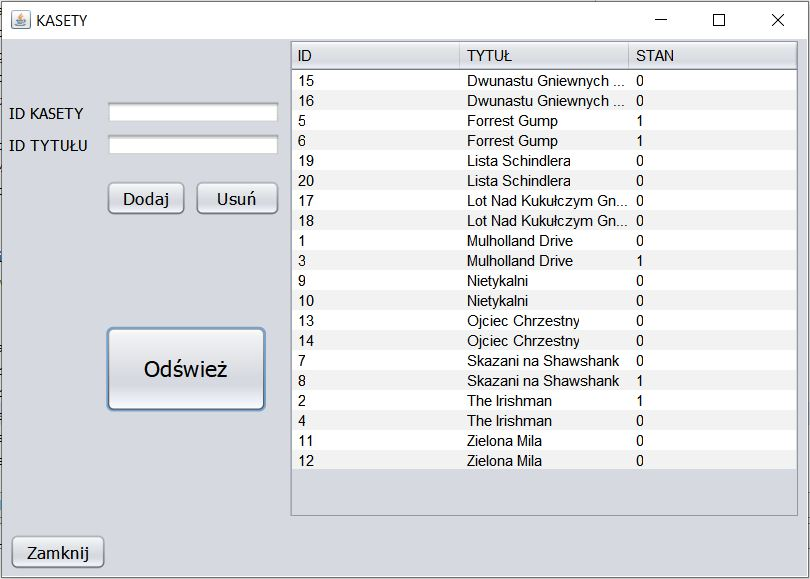 KASETY
ID KASETY
ID TYTUŁU
Dodaj Usuń
Odśwież
Zamknij
ID TYTUŁ STAN
15 Dwunastu Gniewnych ... 0
16 Dwunastu Gniewnych ... 0
5 Forrest Gump 1
6 Forrest Gump 1
19 Lista Schindlera 0
20 Lista Schindlera 0
17 Lot Nad Kukułczym Gn... 0
18 Lot Nad Kukułczym Gn... 0
1 Mulholland Drive 0
3 Mulholland Drive 1
9 Nietykalni 0
10 Nietykalni 0
13 Ojciec Chrzestny 0
14 Ojciec Chrzestny 0
7 Skazani na Shawshank 0
8 Skazani na Shawshank 1
2 The Irishman 1
4 The Irishman 0
11 Zielona Mila 0
12 Zielona Mila 0